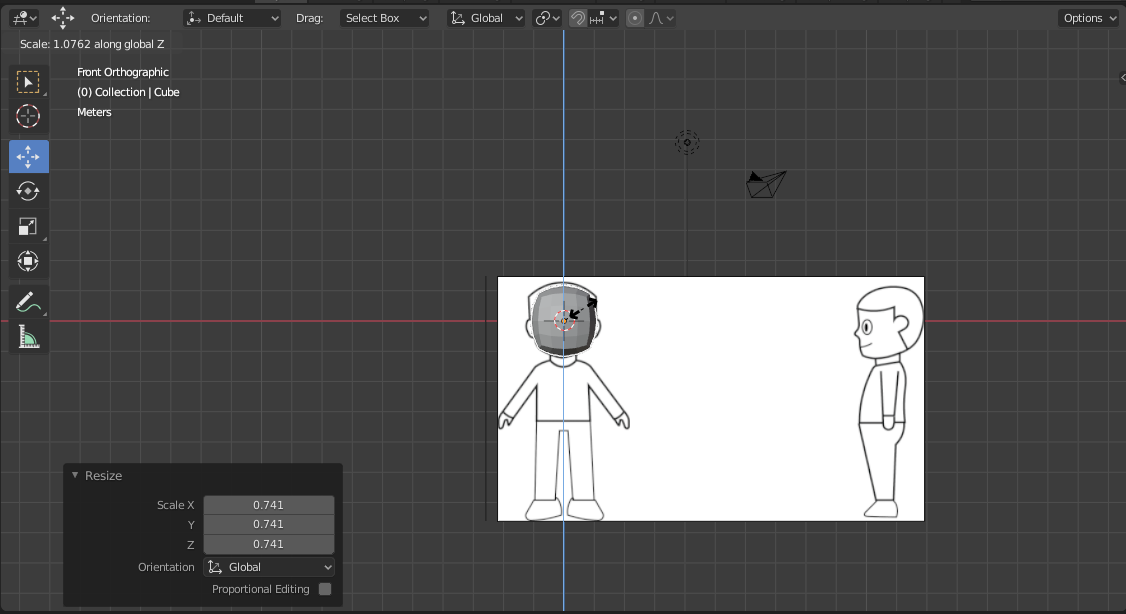 Orientation: Default Drag: Select Box Global Options
Scale: 1.0762 along global Z
Front Orthographic
(0) Collection | Cube
Meters
Resize
Scale X 0.741
Y 0.741
Z 0.741
Orientation Global
Proportional Editing